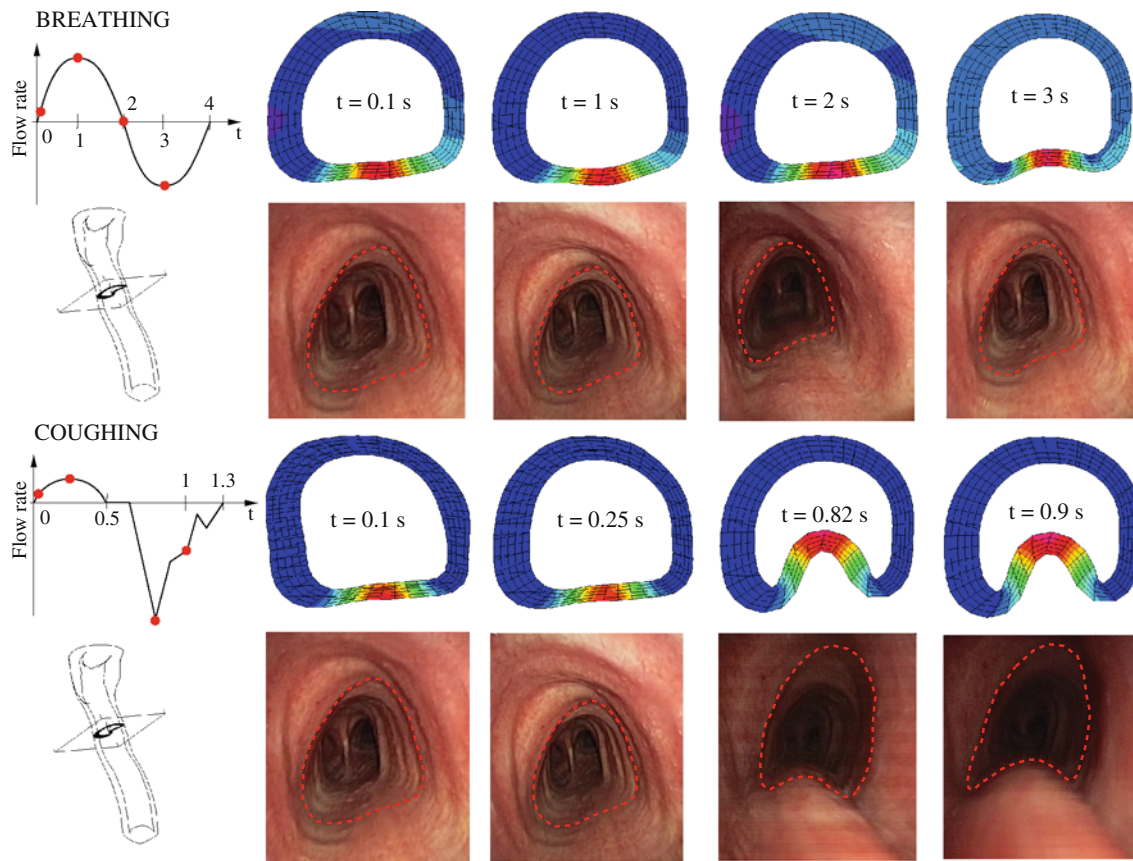 BREATHING
Flow rate
0
1
2
3
4
t
t = 0.1 s
t = 1 s
t = 2 s
t = 3 s
COUGHING
Flow rate
0
0.5
1
1.3
t
t = 0.1 s
t = 0.25 s
t = 0.82 s
t = 0.9 s